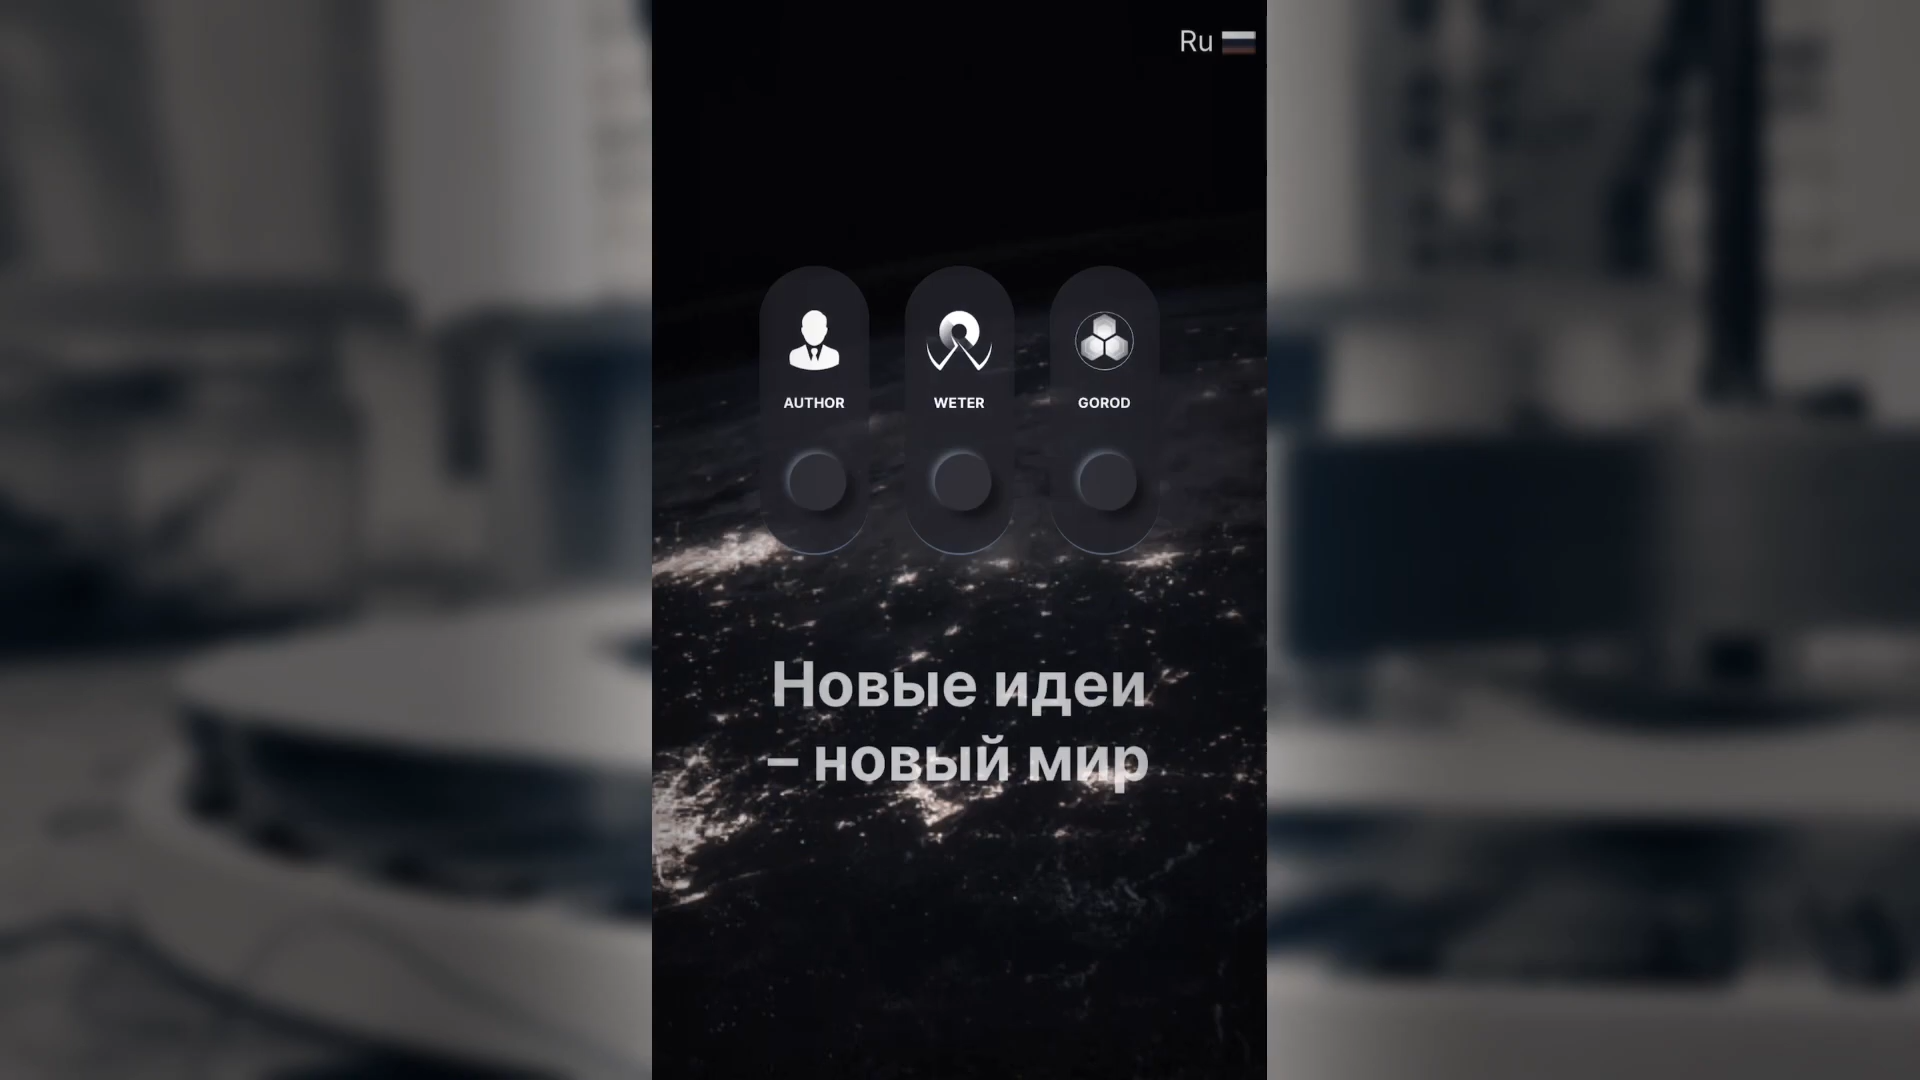 Ru
AUTHOR
WETER
GOROD
Новые идеи
– новый мир